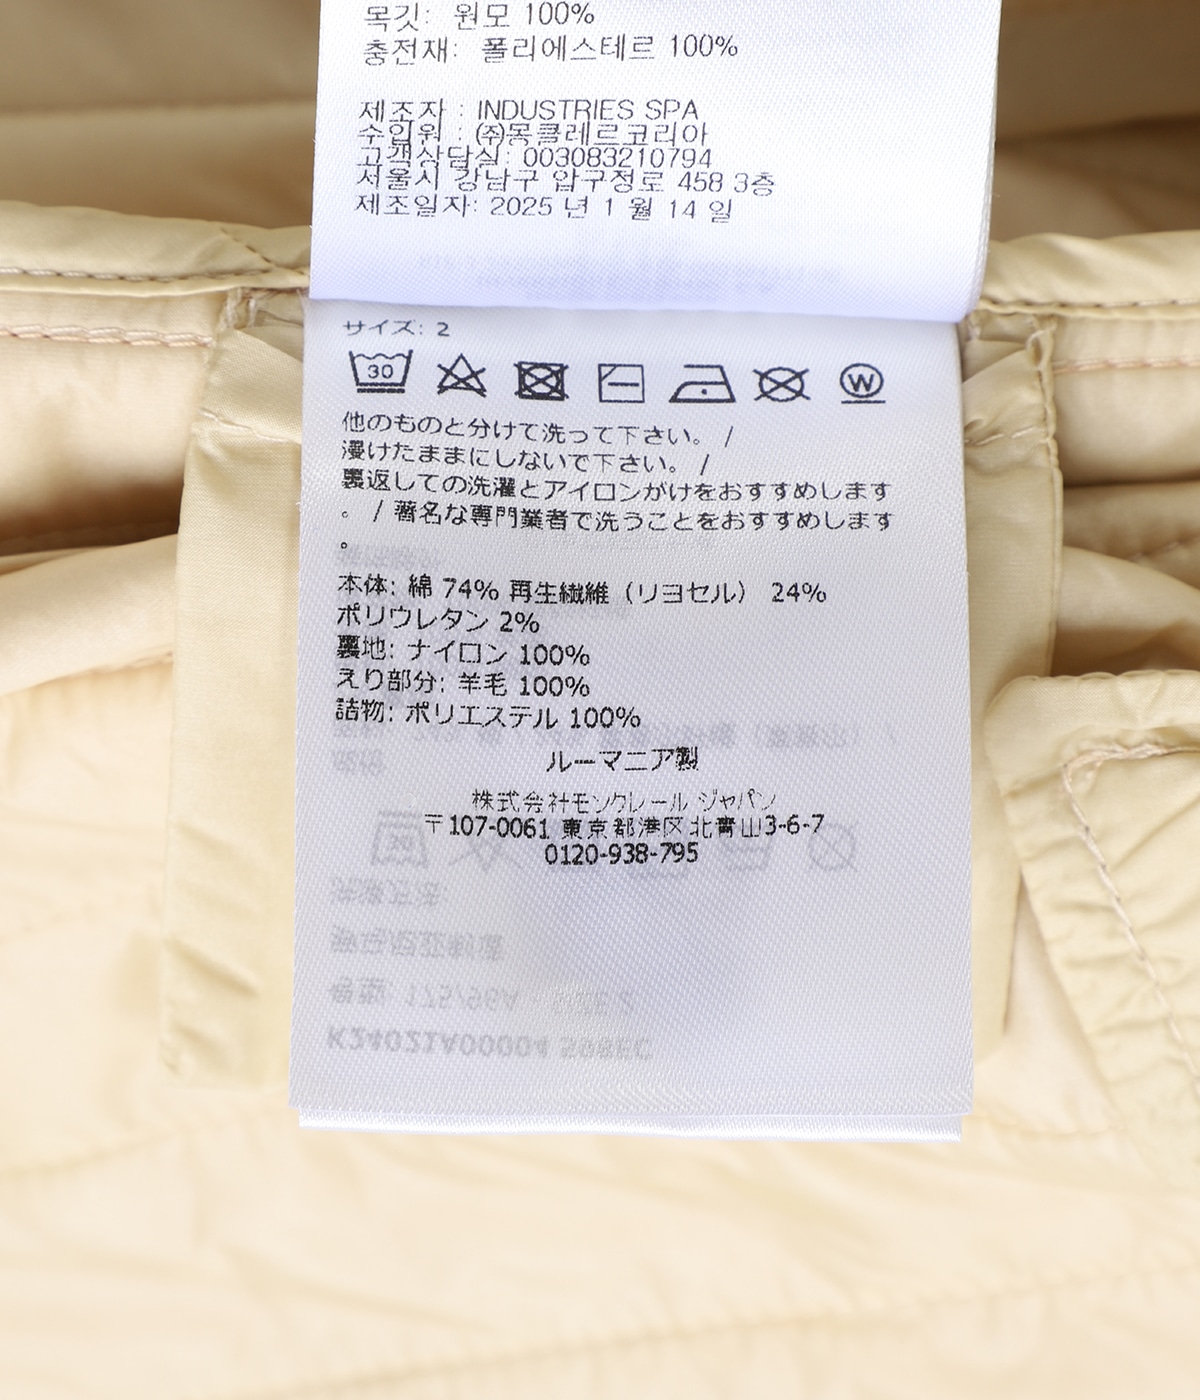 목깃: 원모 100%
충전재: 폴리에스테르 100%
제조자 : INDUSTRIES SPA
수입원 : ㈜몽클레르코리아
고객상담실: 003083210794
서울시 강남구 압구정로 458 3층
제조일자: 2025 년 1 월 14 일
サイズ: 2
30
W
他のものと分けて洗って下さい。 /
漫けたままにしないで下さい。 /
裏返しての洗濯とアイロンがけをおすすめします
。 / 著名な専門業者で洗うことをおすすめします
。
本体: 綿 74% 再生繊維（リヨセル） 24%
ポリウレタン 2%
裏地: ナイロン 100%
えり部分: 羊毛 100%
詰物: ポリエステル 100%
ルーマニア製
株式会社モンクレール ジャパン
〒107-0061 東京都港区北青山3-6-7
0120-938-795